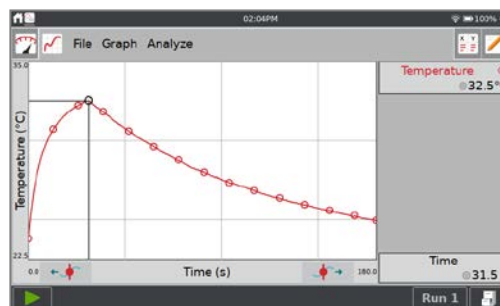 02:04PM
100%
File Graph Analyze
X Y
35.0
Temperature (°C)
22.5
0.0
Time (s)
180.0
Temperature
32.5°
Time
31.5
Run 1